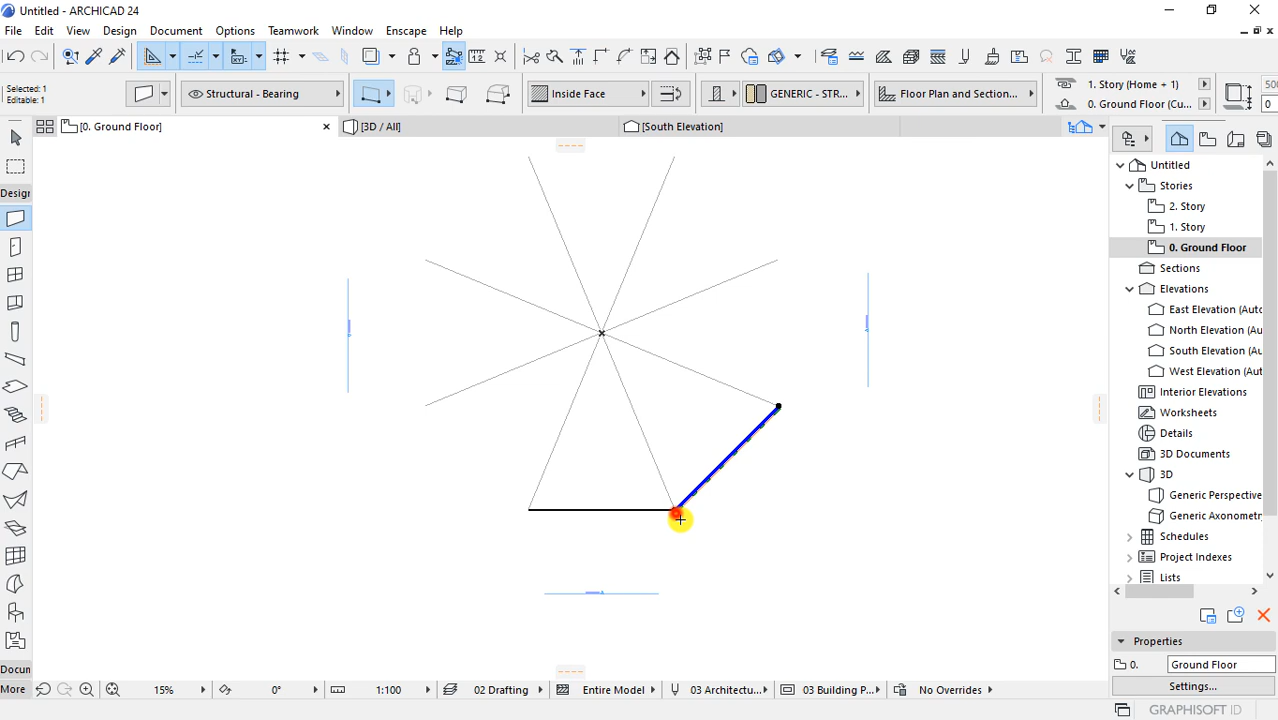 Untitled - ARCHICAD 24
File Edit View Design Document Options Teamwork Window Enscape Help
Selected: 1
Editable: 1
Structural - Bearing
Inside Face
GENERIC - STR...
Floor Plan and Section...
1. Story (Home + 1)
0. Ground Floor (Cu...
500
0
[0. Ground Floor]
[3D / All]
[South Elevation]
Design
Docun
More
Untitled
Stories
2. Story
1. Story
0. Ground Floor
Sections
Elevations
East Elevation (Auto
North Elevation (Au
South Elevation (Au
West Elevation (Aut
Interior Elevations
Worksheets
Details
3D Documents
3D
Generic Perspective
Generic Axonometr
Schedules
Project Indexes
Lists
Properties
0.
Ground Floor
Settings...
15%
0°
1:100
02 Drafting
Entire Model
03 Architectu...
03 Building P...
No Overrides
GRAPHISOFT ID